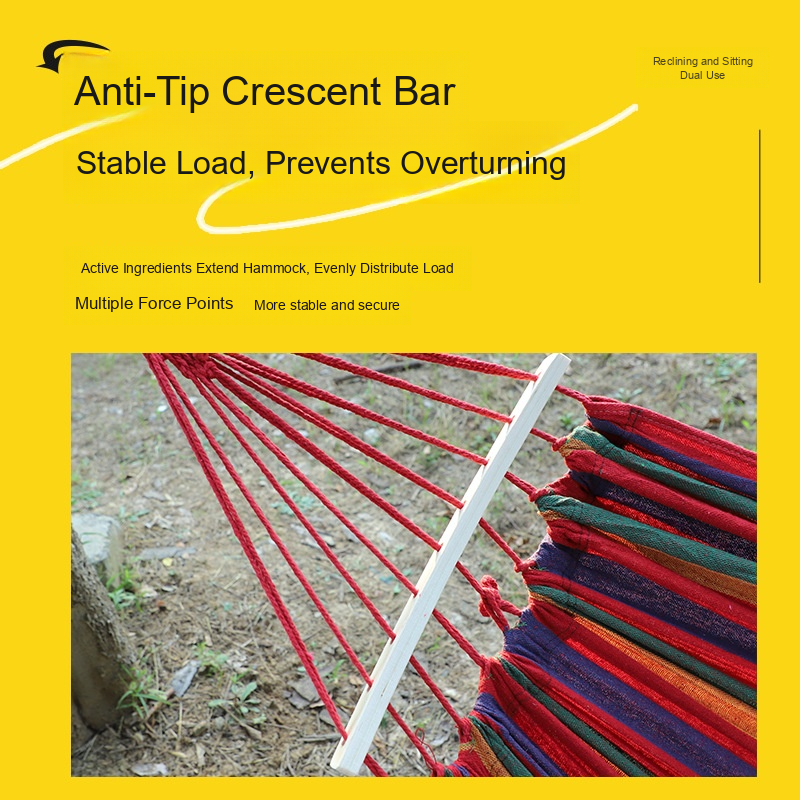 Reclining and Sitting
Dual Use
Anti-Tip Crescent Bar
Stable Load, Prevents Overturning
Active Ingredients Extend Hammock, Evenly Distribute Load
Multiple Force Points More stable and secure